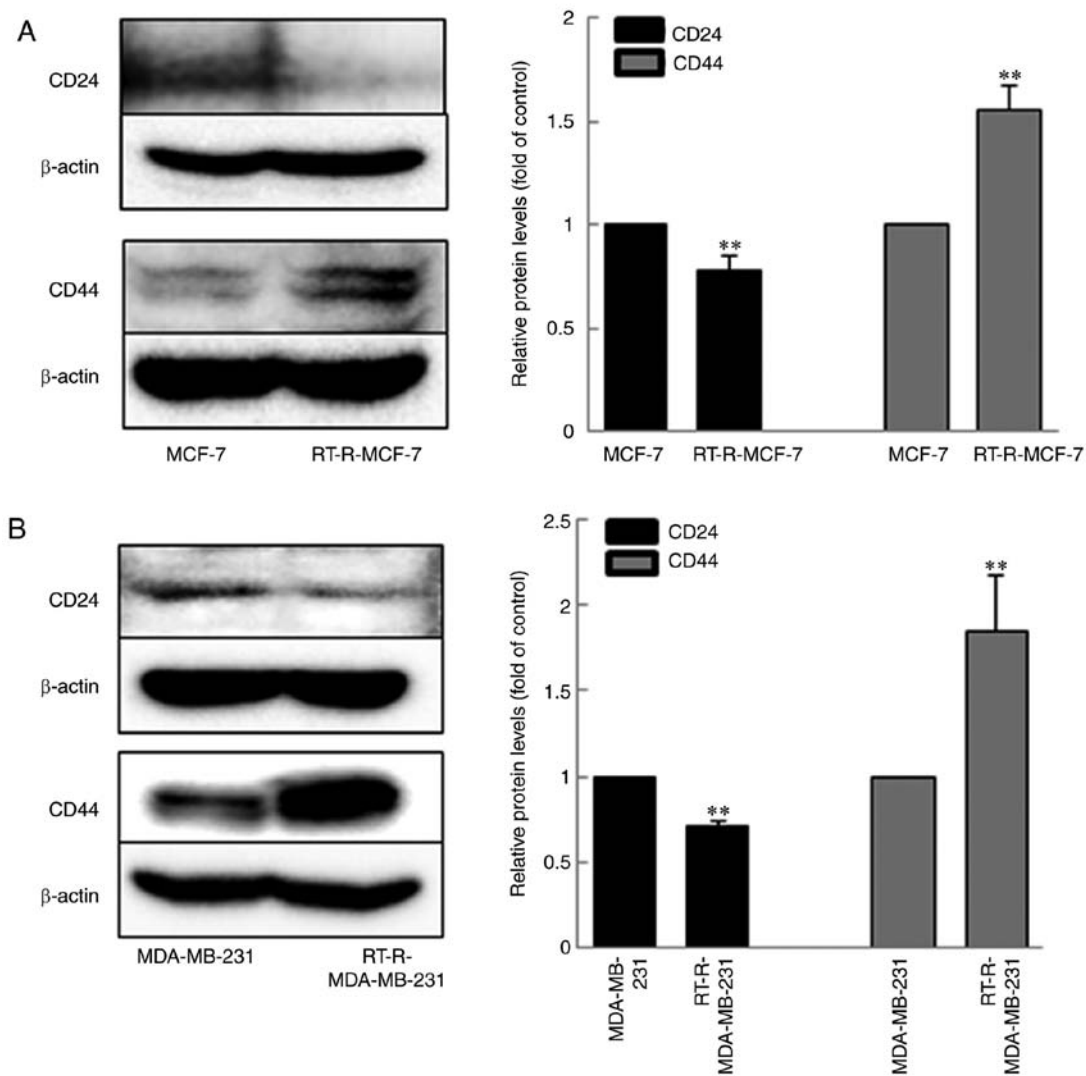 A
CD24
β-actin
CD44
β-actin
MCF-7 RT-R-MCF-7
Relative protein levels (fold of control)
2
1.5
1
0.5
0
CD24
CD44
**
**
MCF-7 RT-R-MCF-7 MCF-7 RT-R-MCF-7
B
CD24
β-actin
CD44
β-actin
MDA-MB-231 RT-R-
MDA-MB-231
Relative protein levels (fold of control)
2.5
2
1.5
1
0.5
0
CD24
CD44
**
**
MDA-MB-
231
RT-R-
MDA-MB-231
MDA-MB-231
RT-R-
MDA-MB-231